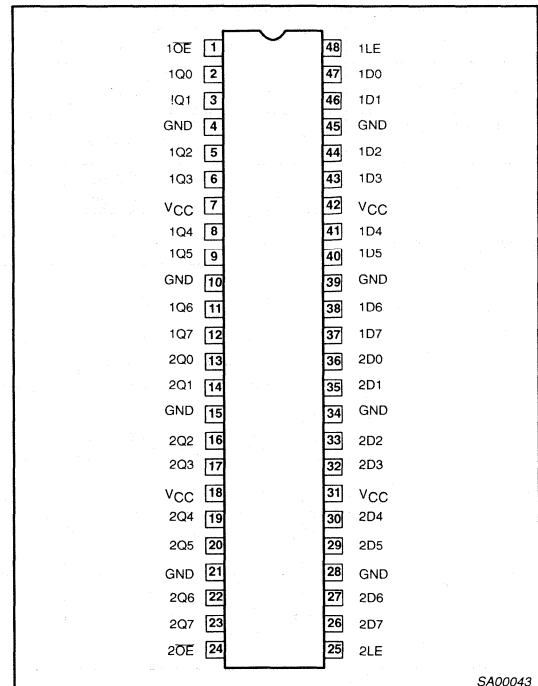 1O̅E̅ 1 48 1LE
1Q0 2 47 1D0
!Q1 3 46 1D1
GND 4 45 GND
1Q2 5 44 1D2
1Q3 6 43 1D3
VCC 7 42 VCC
1Q4 8 41 1D4
1Q5 9 40 1D5
GND 10 39 GND
1Q6 11 38 1D6
1Q7 12 37 1D7
2Q0 13 36 2D0
2Q1 14 35 2D1
GND 15 34 GND
2Q2 16 33 2D2
2Q3 17 32 2D3
VCC 18 31 VCC
2Q4 19 30 2D4
2Q5 20 29 2D5
GND 21 28 GND
2Q6 22 27 2D6
2Q7 23 26 2D7
2O̅E̅ 24 25 2LE
SA00043